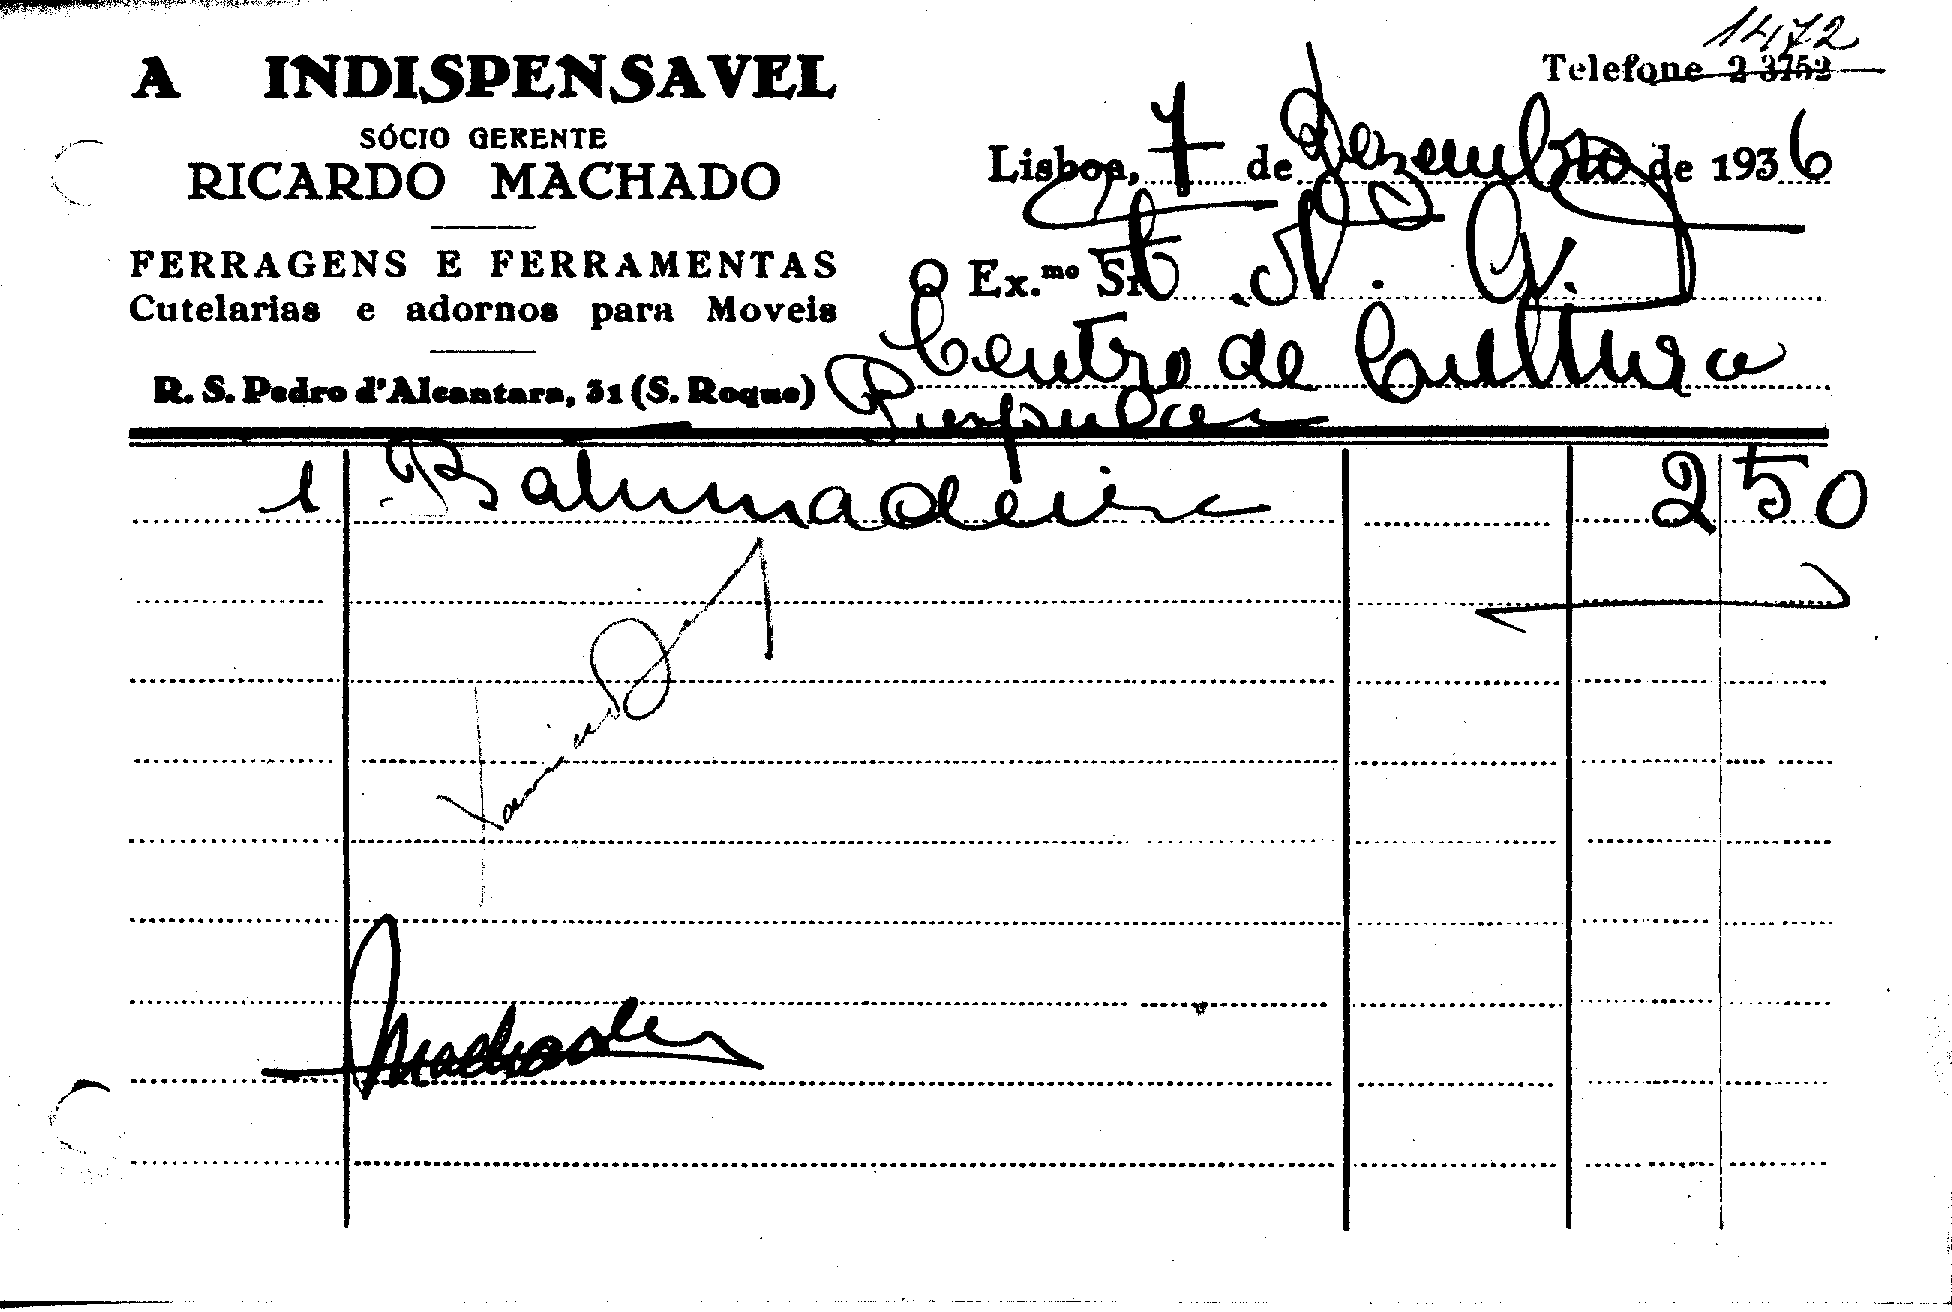 1472
A INDISPENSAVEL
Telefone 2 3752
SÓCIO GERENTE
RICARDO MACHADO
Lisboa, 7 de Dezembro de 1936
FERRAGENS E FERRAMENTAS
Cutelarias e adornos para Moveis
O Ex.mo Sr.
Centro de Cultura
R. S. Pedro d'Alcantara, 31 (S. Roque)
Popular
1 250
Machado